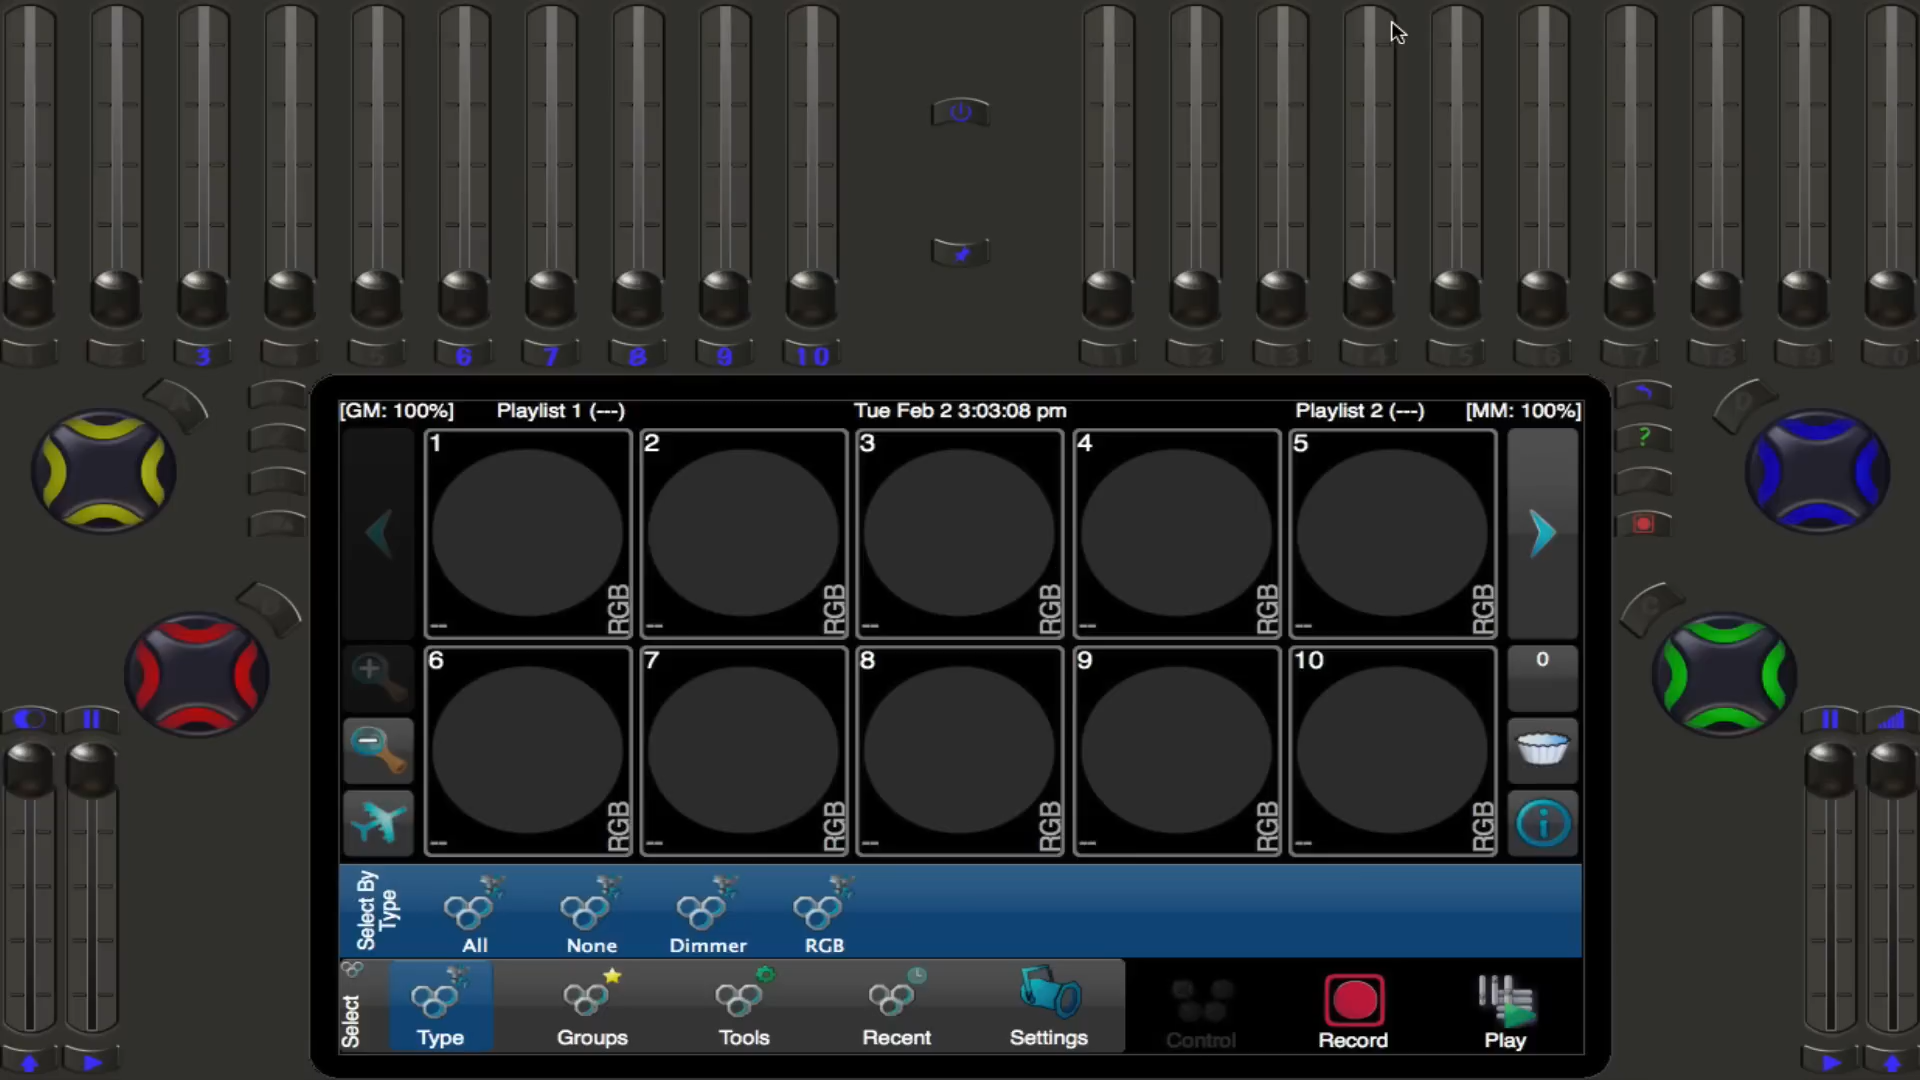 3 6 7 8 9 10
[GM: 100%] Playlist 1 (---) Tue Feb 2 3:03:08 pm Playlist 2 (---) [MM: 100%]
1 2 3 4 5
-- RGB -- RGB -- RGB -- RGB -- RGB
6 7 8 9 10 0
-- RGB -- RGB -- RGB -- RGB -- RGB
?
Select By Type
All None Dimmer RGB
Select
Type Groups Tools Recent Settings Control Record Play